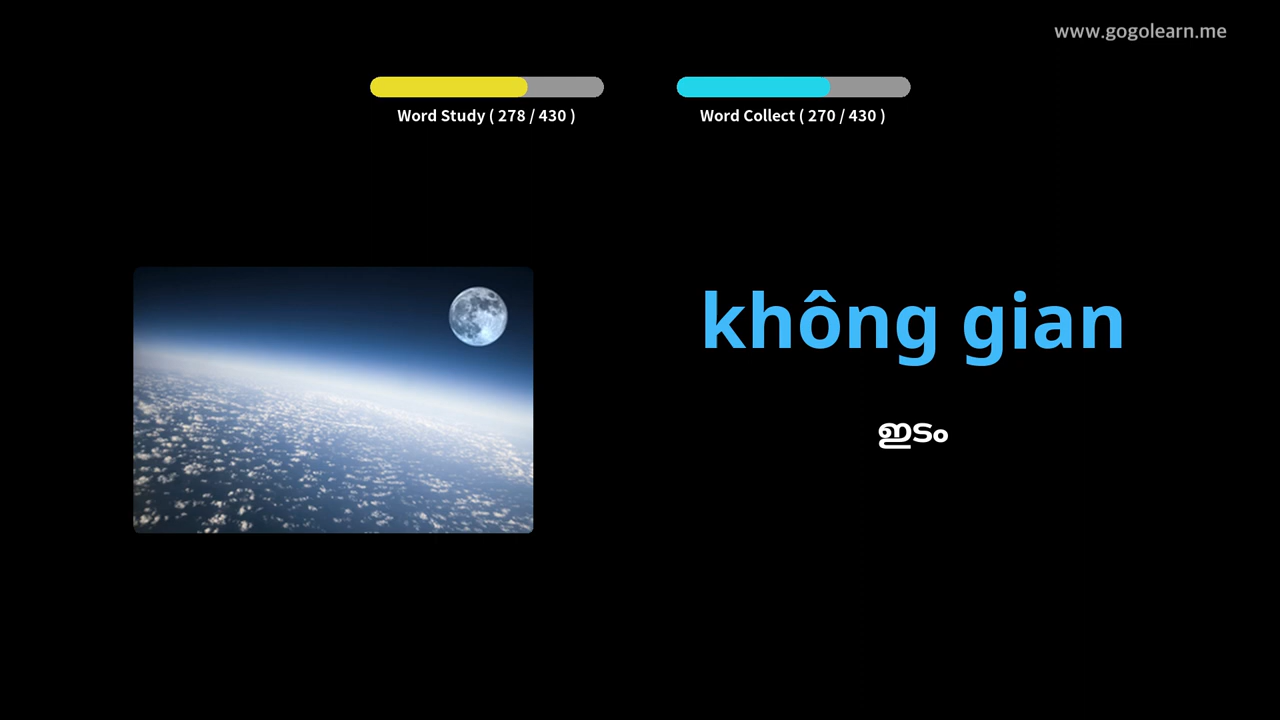 www.gogolearn.me
Word Study ( 278 / 430 )
Word Collect ( 270 / 430 )
không gian
ഇടം